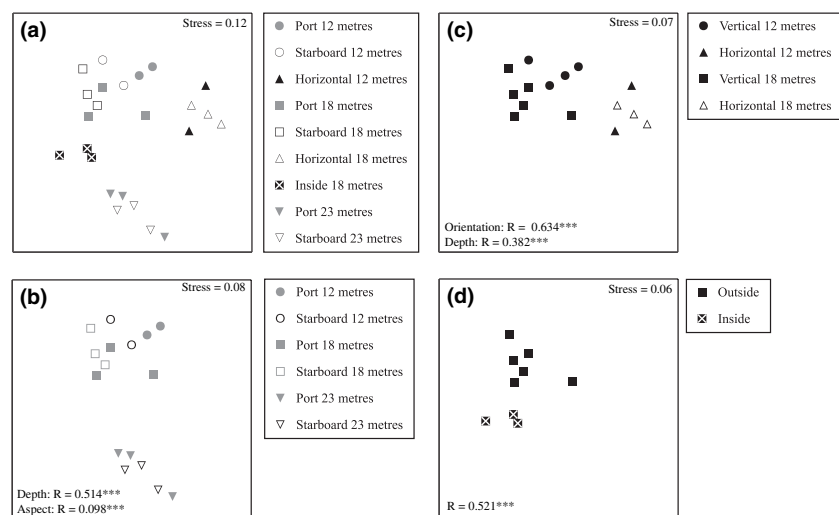 (a)
Stress = 0.12
Port 12 metres
Starboard 12 metres
Horizontal 12 metres
Port 18 metres
Starboard 18 metres
Horizontal 18 metres
Inside 18 metres
Port 23 metres
Starboard 23 metres
(c)
Stress = 0.07
Orientation: R = 0.634***
Depth: R = 0.382***
Vertical 12 metres
Horizontal 12 metres
Vertical 18 metres
Horizontal 18 metres
(b)
Stress = 0.08
Depth: R = 0.514***
Aspect: R = 0.098***
Port 12 metres
Starboard 12 metres
Port 18 metres
Starboard 18 metres
Port 23 metres
Starboard 23 metres
(d)
Stress = 0.06
R = 0.521***
Outside
Inside